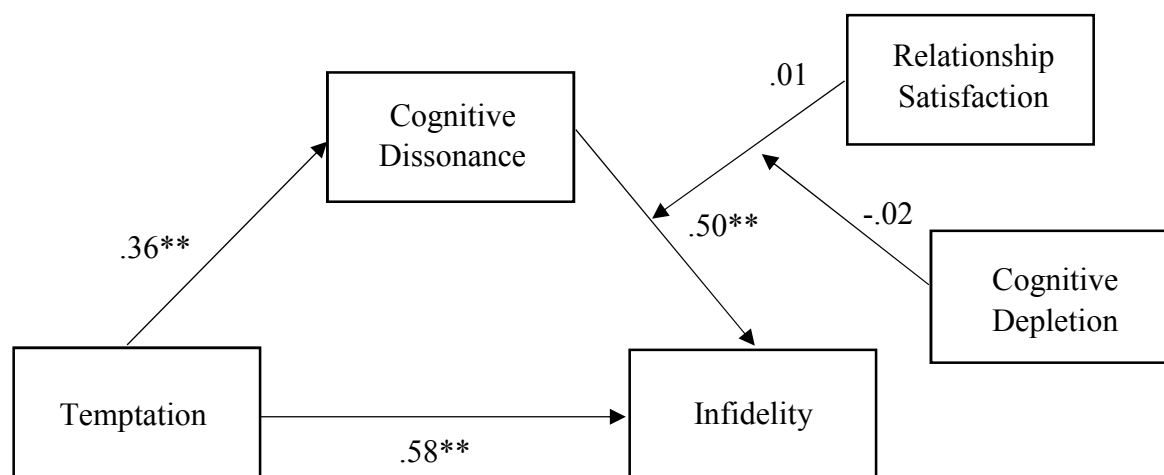 Relationship
Satisfaction
.01
Cognitive
Dissonance
.50**
-.02
.36**
Cognitive
Depletion
Temptation
Infidelity
.58**